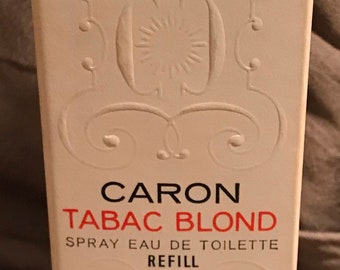 CARON
TABAC BLOND
SPRAY EAU DE TOILETTE
REFILL